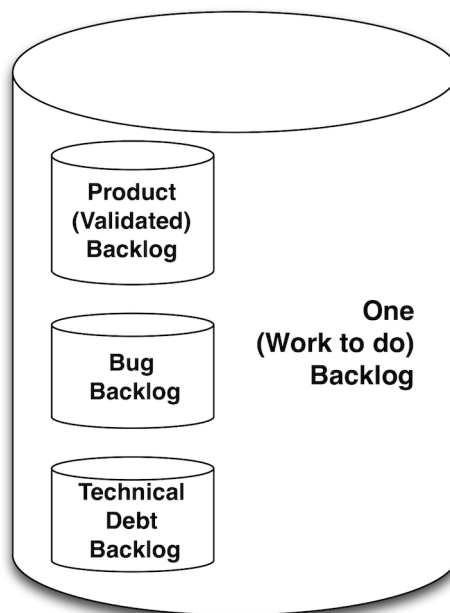 Product
(Validated)
Backlog
One
(Work to do)
Backlog
Bug
Backlog
Technical
Debt
Backlog